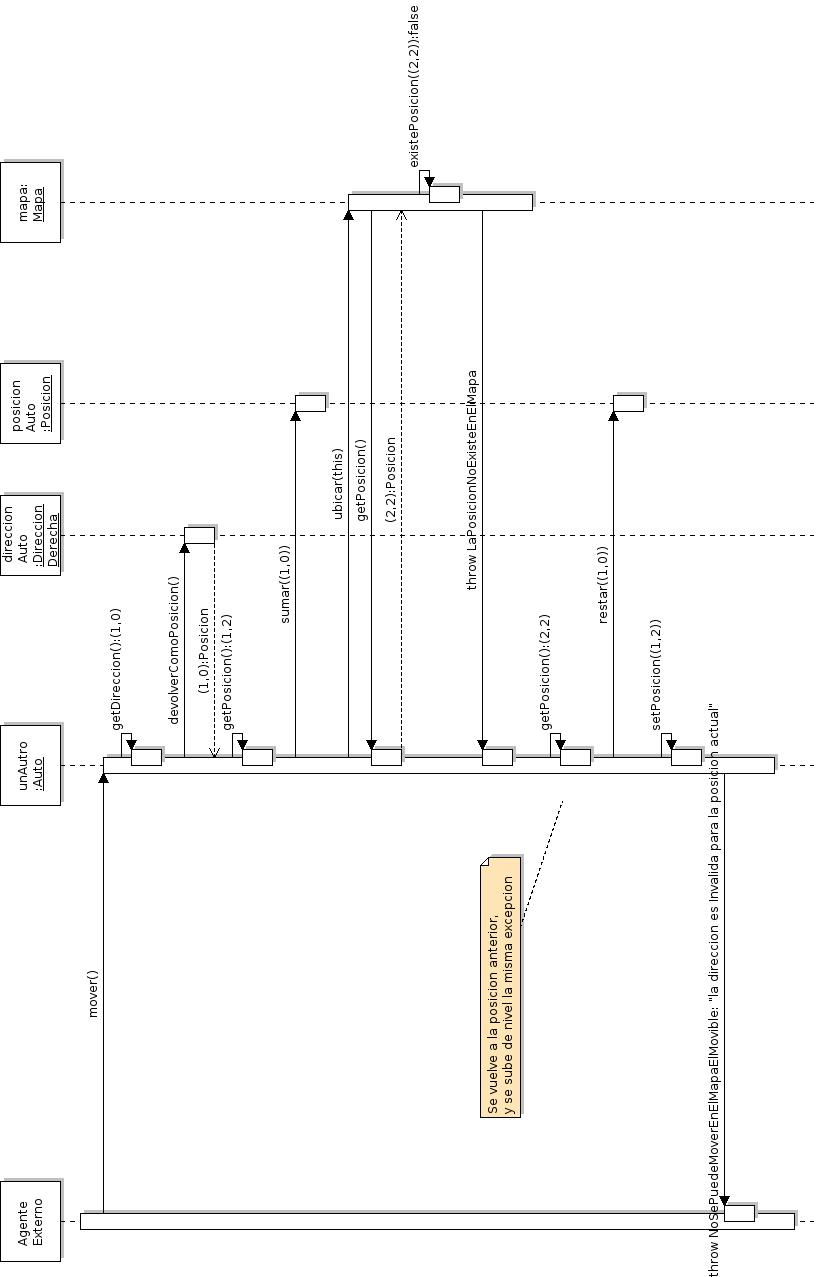 Agente
Externo
unAutro
:Auto
direccion
Auto
:Direccion
Derecha
posicion
Auto
:Posicion
mapa:
Mapa
mover()
getDireccion():(1,0)
devolverComoPosicion()
(1,0):Posicion
getPosicion():(1,2)
sumar((1,0))
ubicar(this)
getPosicion()
(2,2):Posicion
existePosicion((2,2)):false
throw LaPosicionNoExisteEnElMapa
Se vuelve a la posicion anterior,
y se sube de nivel la misma excepcion
getPosicion():(2,2)
restar((1,0))
setPosicion((1,2))
throw NoSePuedeMoverEnElMapaElMovible: "la direccion es Invalida para la posicion actual"